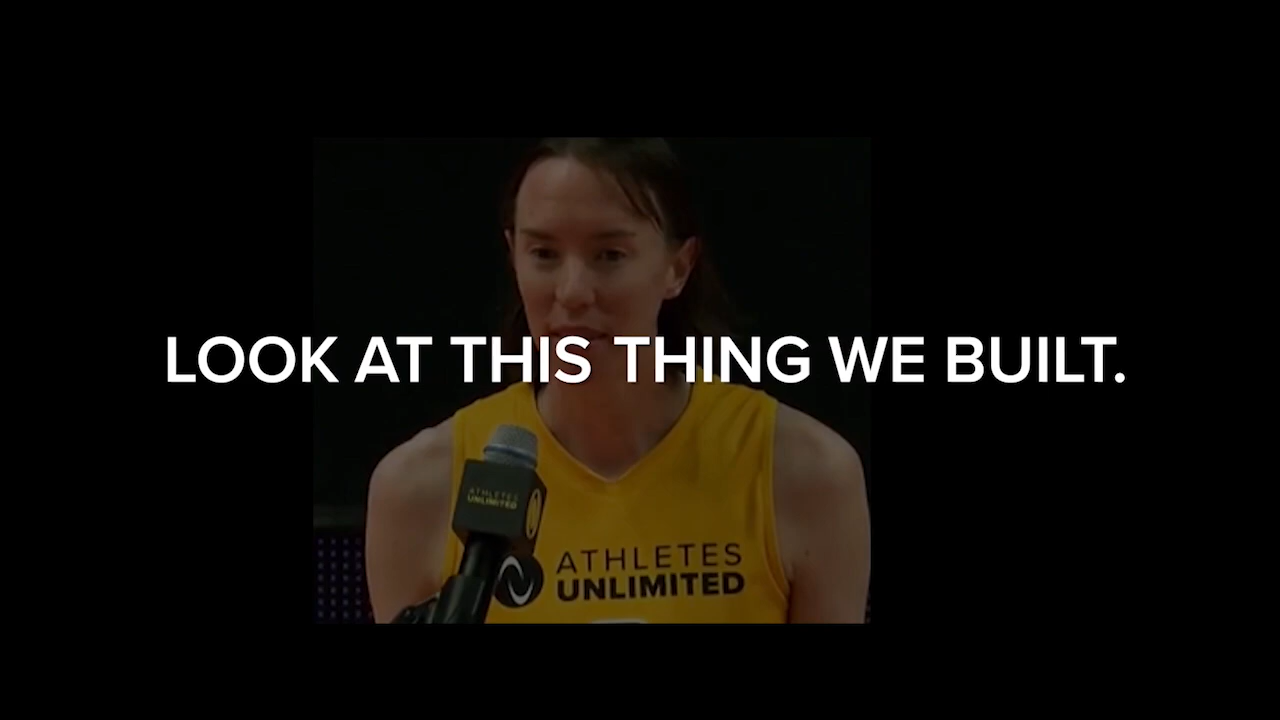 LOOK AT THIS THING WE BUILT.
ATHLETES
UNLIMITED
ATHLETES
UNLIMITED